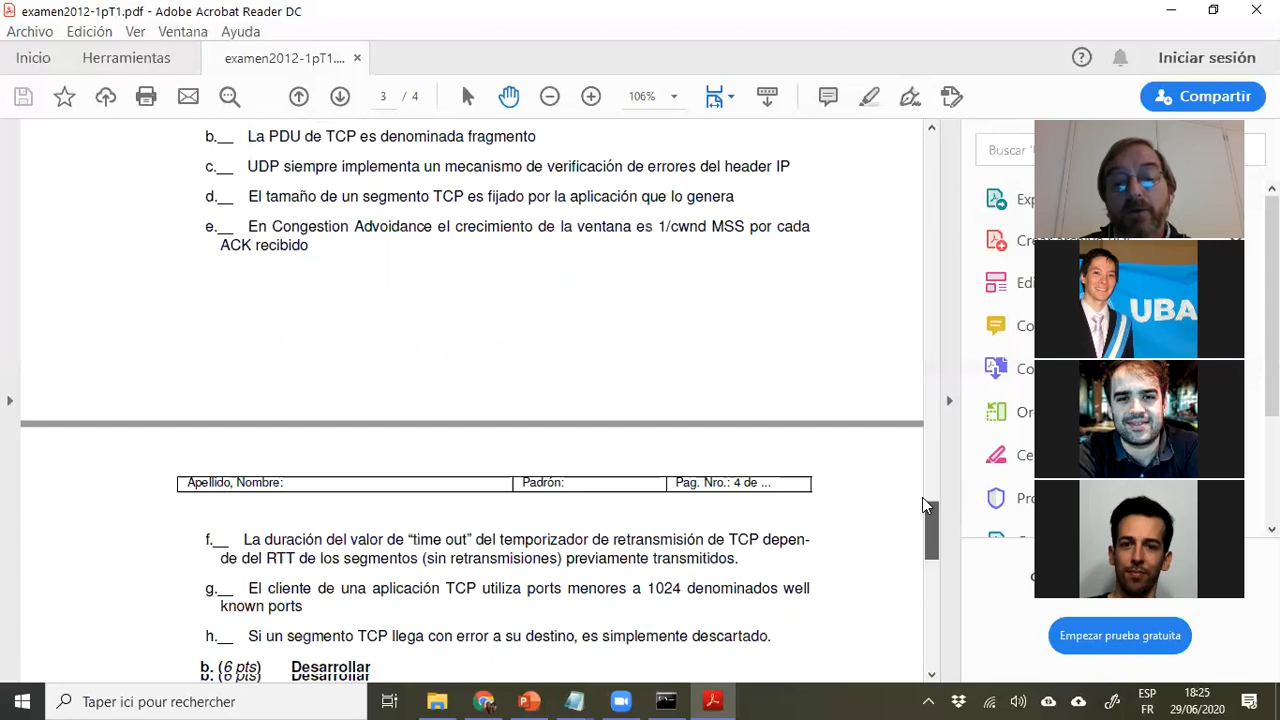 examen2012-1pT1.pdf - Adobe Acrobat Reader DC
Archivo Edición Ver Ventana Ayuda
Inicio Herramientas examen2012-1pT1.... × Iniciar sesión
3 / 4 106% Compartir
b.__ La PDU de TCP es denominada fragmento
c.__ UDP siempre implementa un mecanismo de verificación de errores del header IP
d.__ El tamaño de un segmento TCP es fijado por la aplicación que lo genera
e.__ En Congestion Advoidance el crecimiento de la ventana es 1/cwnd MSS por cada
ACK recibido
Apellido, Nombre: Padrón: Pag. Nro.: 4 de ...
f.__ La duración del valor de “time out” del temporizador de retransmisión de TCP depen-
de del RTT de los segmentos (sin retransmisiones) previamente transmitidos.
g.__ El cliente de una aplicación TCP utiliza ports menores a 1024 denominados well
known ports
h.__ Si un segmento TCP llega con error a su destino, es simplemente descartado.
b. (6 pts) Desarrollar
b. (6 pts) Desarrollar
Buscar
UBA
Empezar prueba gratuita
Taper ici pour rechercher
ESP
FR
18:25
29/06/2020